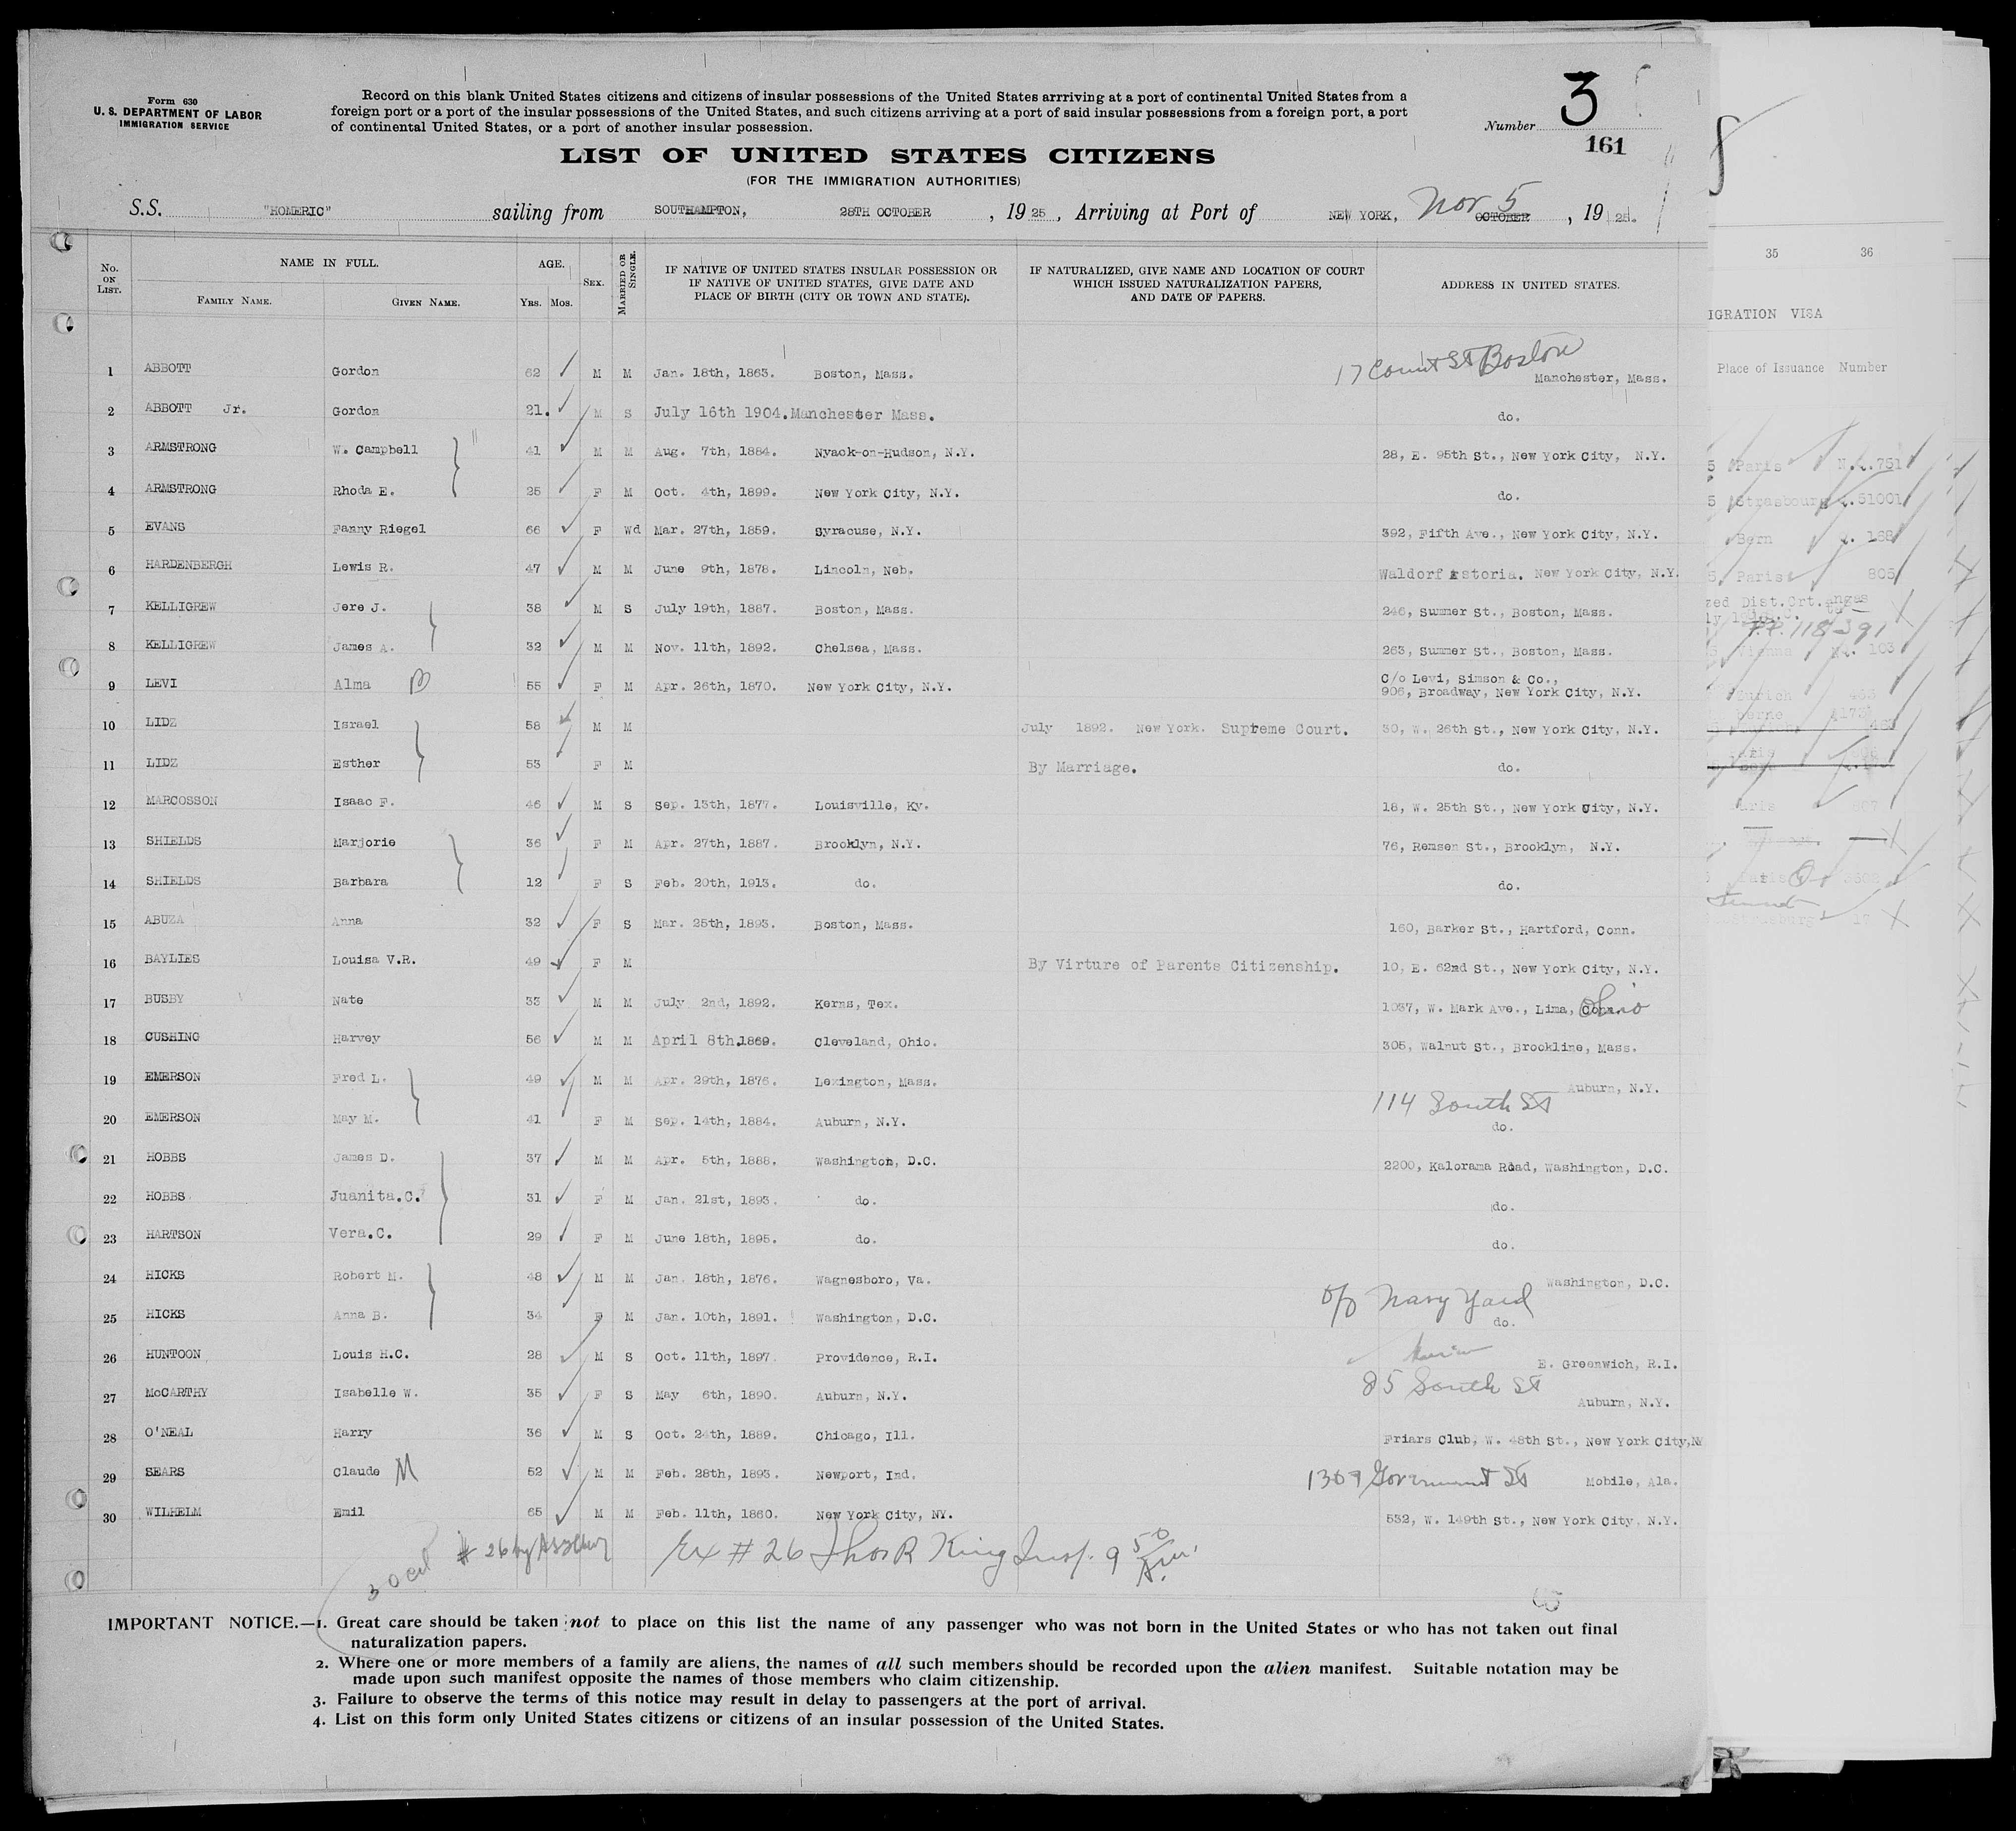 Form 630
U. S. DEPARTMENT OF LABOR
IMMIGRATION SERVICE
Record on this blank United States citizens and citizens of insular possessions of the United States arrriving at a port of continental United States from a
foreign port or a port of the insular possessions of the United States, and such citizens arriving at a port of said insular possessions from a foreign port, a port
of continental United States, or a port of another insular possession.
Number 3
161
LIST OF UNITED STATES CITIZENS
(FOR THE IMMIGRATION AUTHORITIES)
S.S. "HOMERIC" sailing from SOUTHAMPTON, 28TH OCTOBER, 1925, Arriving at Port of NEW YORK, Nov 5 OCTOBER, 1925.
No. ON LIST. NAME IN FULL. FAMILY NAME. GIVEN NAME. AGE. YRS. MOS. SEX. MARRIED OR SINGLE. IF NATIVE OF UNITED STATES INSULAR POSSESSION OR IF NATIVE OF UNITED STATES, GIVE DATE AND PLACE OF BIRTH (CITY OR TOWN AND STATE). IF NATURALIZED, GIVE NAME AND LOCATION OF COURT WHICH ISSUED NATURALIZATION PAPERS, AND DATE OF PAPERS. ADDRESS IN UNITED STATES.
1 ABBOTT Gordon 62 M M Jan. 18th, 1863. Boston, Mass. 17 Court St Boston Manchester, Mass.
2 ABBOTT Jr. Gordon 21. M S July 16th 1904. Manchester Mass. do.
3 ARMSTRONG W. Campbell 41 M M Aug. 7th, 1884. Nyack-on-Hudson, N.Y. 28, E. 95th St., New York City, N.Y.
4 ARMSTRONG Rhoda E. 25 F M Oct. 4th, 1899. New York City, N.Y. do.
5 EVANS Fanny Riegel 66 F Wd Mar. 27th, 1859. Syracuse, N.Y. 392, Fifth Ave., New York City, N.Y.
6 HARDENBERGH Lewis R. 47 M M June 9th, 1878. Lincoln, Neb. Waldorf Astoria. New York City, N.Y.
7 KELLIGREW Jere J. 38 M S July 19th, 1887. Boston, Mass. 246, Summer St., Boston, Mass.
8 KELLIGREW James A. 32 M M Nov. 11th, 1892. Chelsea, Mass. 263, Summer St., Boston, Mass.
9 LEVI Alma B 55 F M Apr. 26th, 1870. New York City, N.Y. C/o Levi, Simson & Co., 906, Broadway, New York City, N.Y.
10 LIDZ Israel 58 M M July 1892. New York. Supreme Court. 30, W. 26th St., New York City, N.Y.
11 LIDZ Esther 53 F M By Marriage. do.
12 MARCOSSON Isaac F. 46 M S Sep. 13th, 1877. Louisville, Ky. 18, W. 25th St., New York City, N.Y.
13 SHIELDS Marjorie 36 F M Apr. 27th, 1887. Brooklyn, N.Y. 76, Remsen St., Brooklyn, N.Y.
14 SHIELDS Barbara 12 F S Feb. 20th, 1913. do. do.
15 ABUZA Anna 32 F S Mar. 25th, 1893. Boston, Mass. 160, Barker St., Hartford, Conn.
16 BAYLIES Louisa V.R. 49 F M By Virture of Parents Citizenship. 10, E. 62nd St., New York City, N.Y.
17 BUSBY Nate 33 M M July 2nd, 1892. Kerns, Tex. 1037, W. Mark Ave., Lima, Conn. Ohio
18 CUSHING Harvey 56 M M April 8th. 1869. Cleveland, Ohio. 305, Walnut St., Brookline, Mass.
19 EMERSON Fred L. 49 M M Apr. 29th, 1876. Lexington, Mass. Auburn, N.Y.
114 South St
20 EMERSON May M. 41 F M Sep. 14th, 1884. Auburn, N.Y. do.
21 HOBBS James D. 37 M M Apr. 5th, 1888. Washington, D.C. 2200, Kalorama Road, Washington, D.C.
22 HOBBS Juanita.C. 31 F M Jan. 21st, 1893. do. do.
23 HARTSON Vera.C. 29 F M June 18th, 1895. do. do.
24 HICKS Robert M. 48 M M Jan. 18th, 1876. Wagnesboro, Va. Washington, D.C.
Navy Yard
25 HICKS Anna B. 34 F M Jan. 10th, 1891. Washington, D.C. do.
26 HUNTOON Louis H.C. 28 M S Oct. 11th, 1897. Providence, R.I. E. Greenwich, R.I.
85 South St
27 McCARTHY Isabelle W. 35 F S May 6th, 1890. Auburn, N.Y. Auburn, N.Y.
28 O'NEAL Harry 36 M S Oct. 24th, 1889. Chicago, Ill. Friars Club, W. 48th St., New York City, NY
29 SEARS Claude M 52 M M Feb. 28th, 1893. Newport, Ind. 1309 Government St Mobile, Ala.
30 WILHELM Emil 65 M M Feb. 11th, 1860. New York City, NY. 532, W. 149th St., New York City, N.Y.
# 26 by
Ex # 26 Thos R King Insp. 9 50
IMPORTANT NOTICE.—1. Great care should be taken not to place on this list the name of any passenger who was not born in the United States or who has not taken out final
naturalization papers.
2. Where one or more members of a family are aliens, the names of all such members should be recorded upon the alien manifest. Suitable notation may be
made upon such manifest opposite the names of those members who claim citizenship.
3. Failure to observe the terms of this notice may result in delay to passengers at the port of arrival.
4. List on this form only United States citizens or citizens of an insular possession of the United States.
35 36
IGRATION VISA
Place of Issuance Number
Paris 751
Strasbourg 51001
Bern 168
Paris 805
P.P. 118391
Vienna 103
Zurich